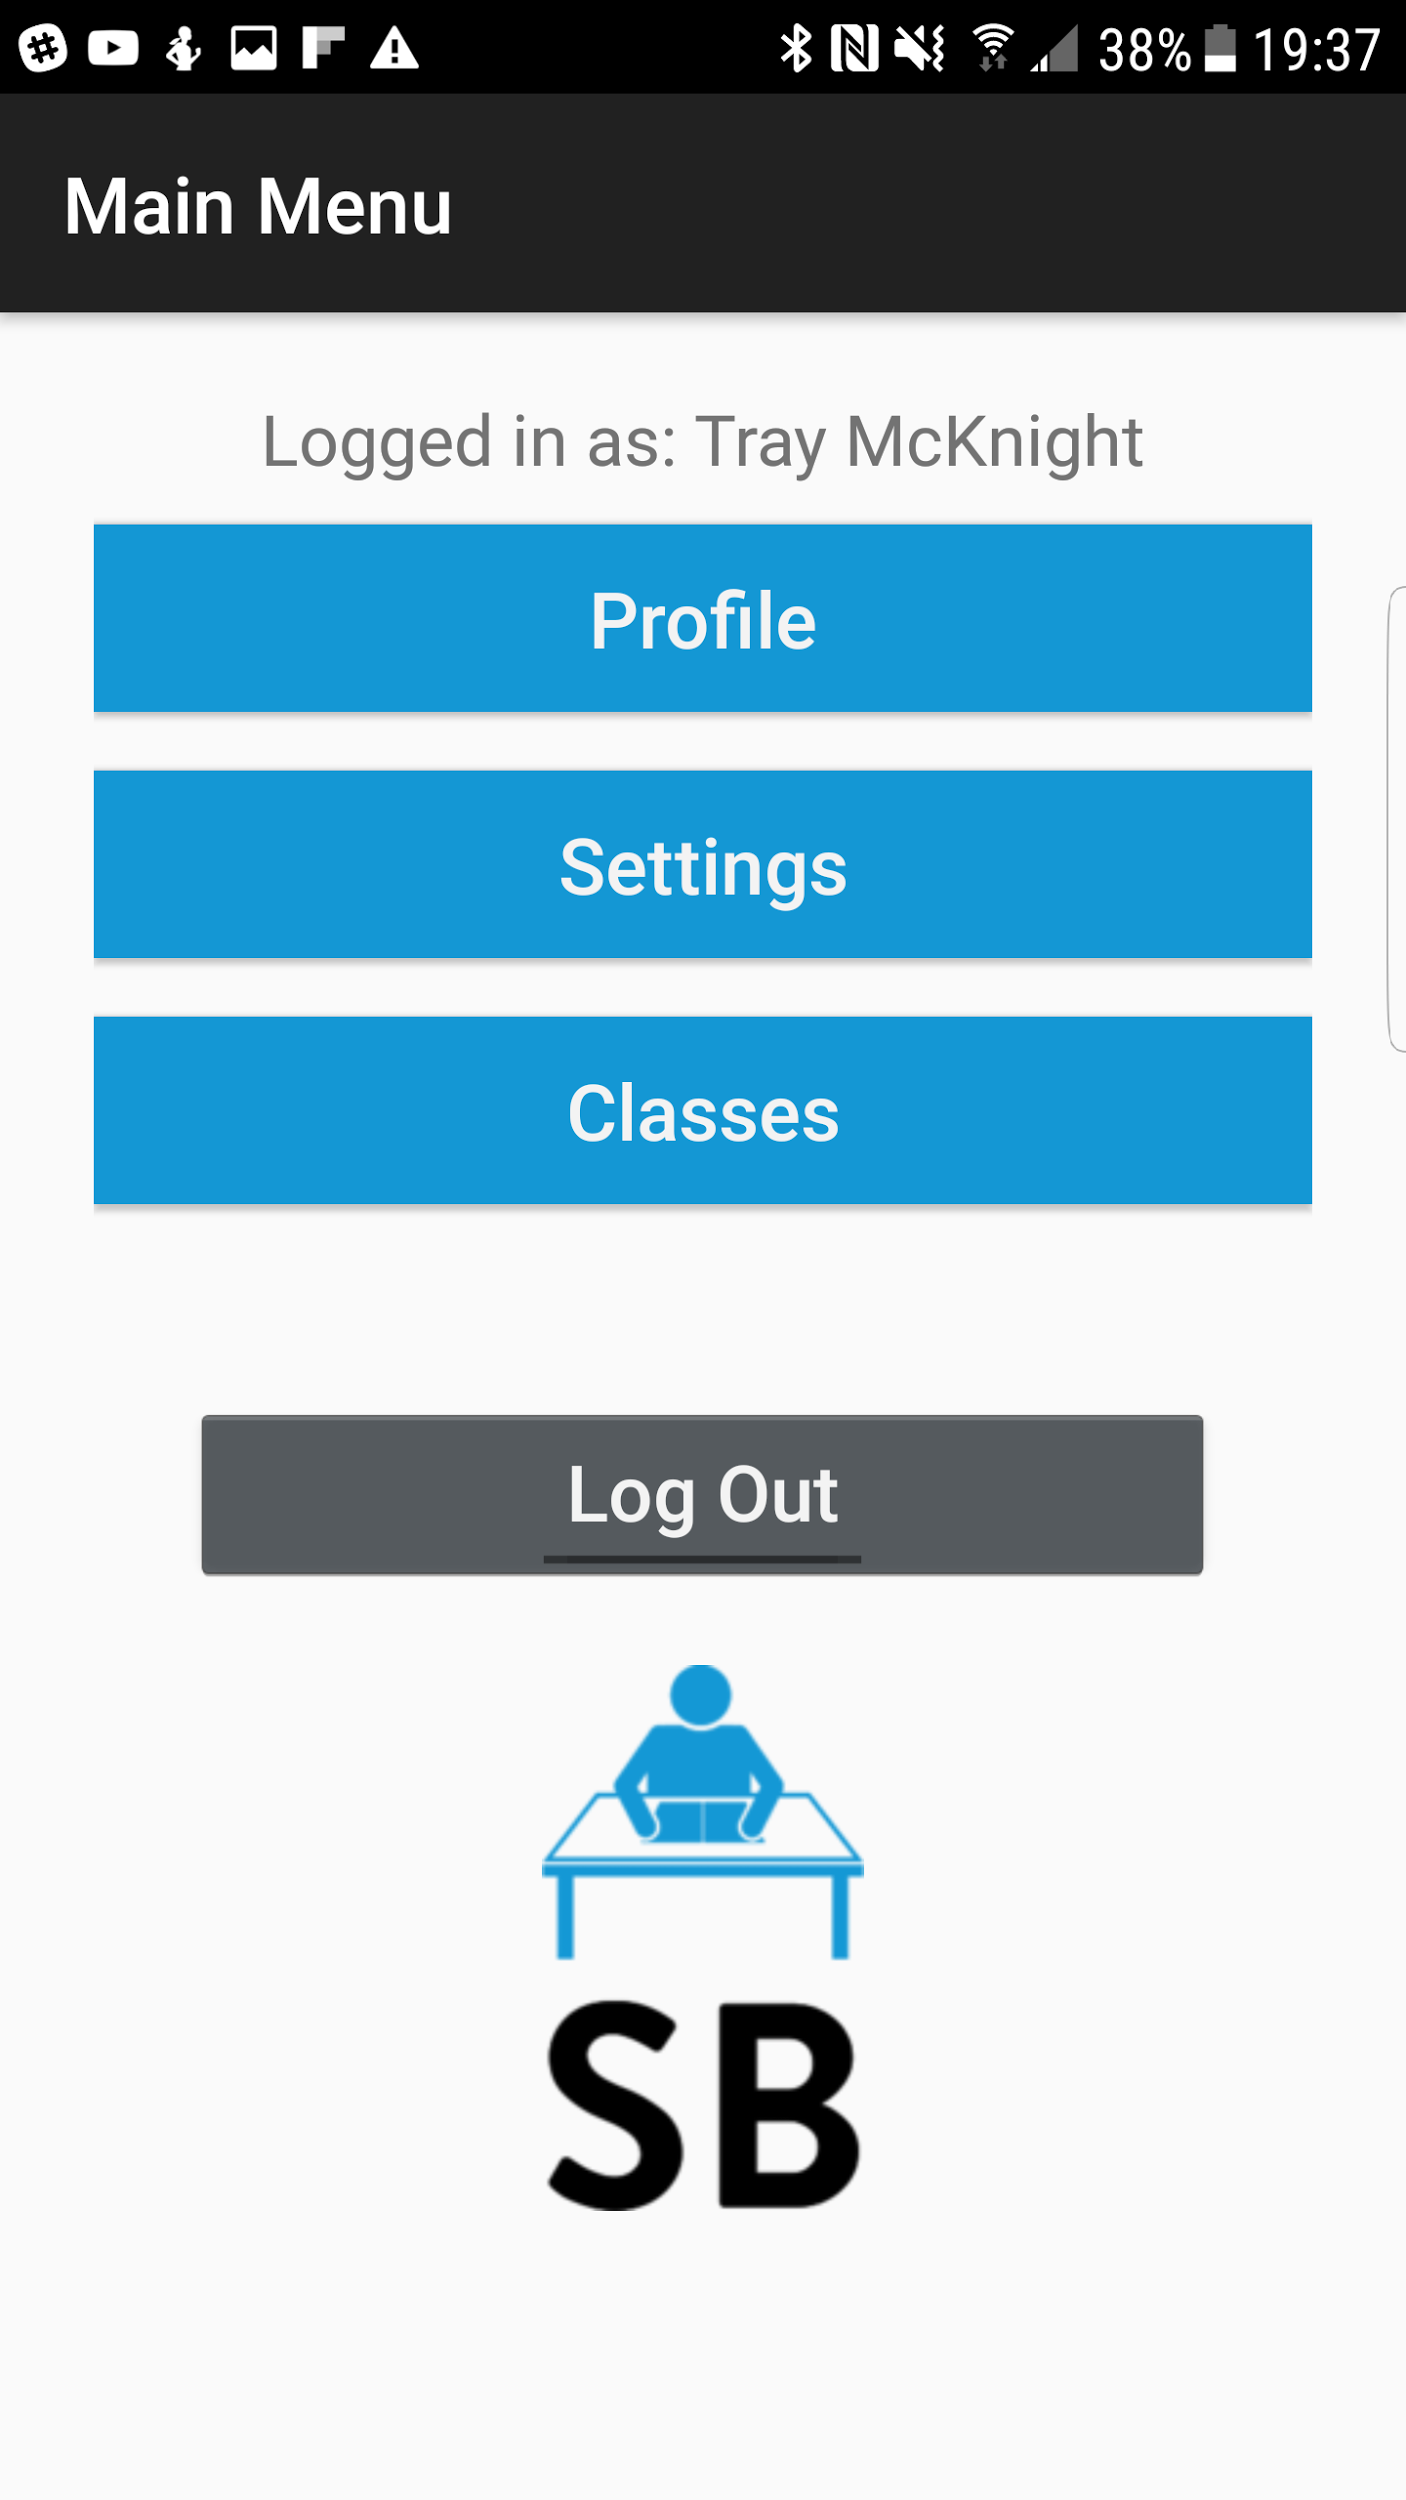 38% 19:37
Main Menu
Logged in as: Tray McKnight
Profile
Settings
Classes
Log Out
SB